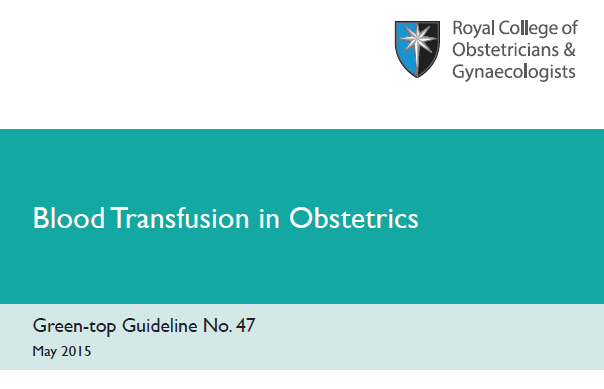 Royal College of
Obstetricians &
Gynaecologists
Blood Transfusion in Obstetrics
Green-top Guideline No. 47
May 2015